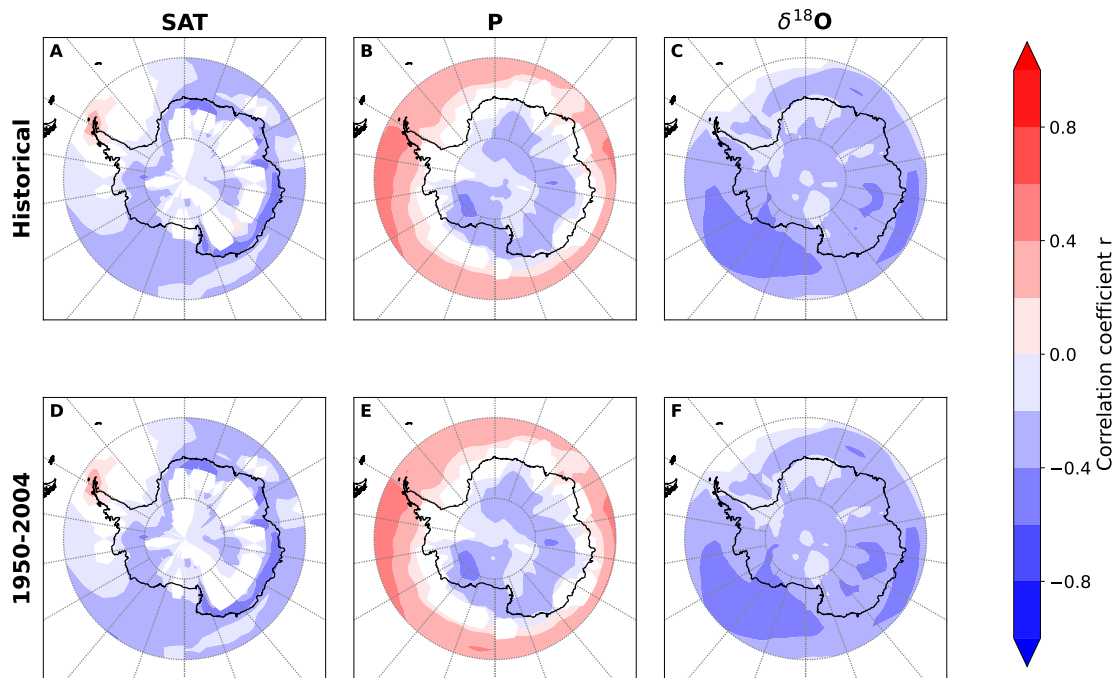 SAT
P
δ¹⁸O
Historical
A
B
C
1950-2004
D
E
F
0.8
0.4
0.0
−0.4
−0.8
Correlation coefficient r